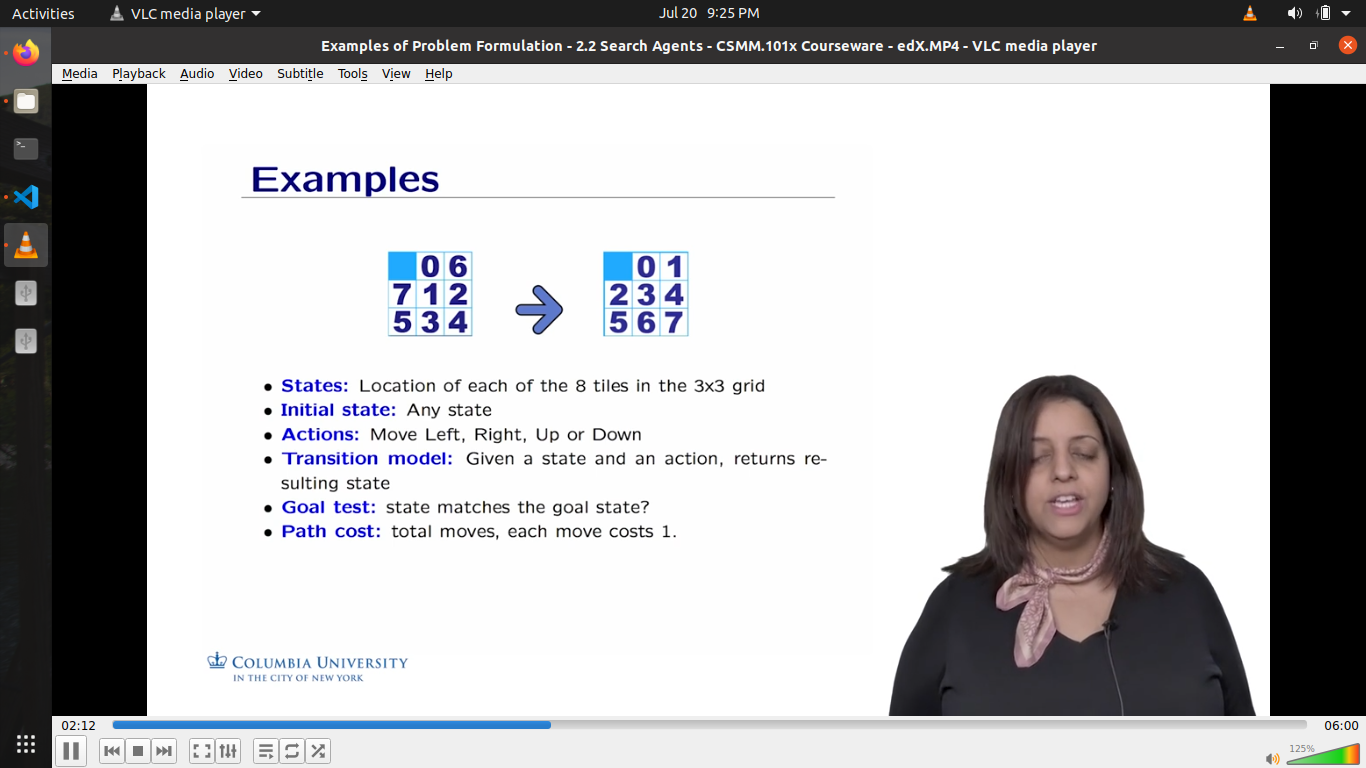 Activities VLC media player Jul 20 9:25 PM
Examples of Problem Formulation - 2.2 Search Agents - CSMM.101x Courseware - edX.MP4 - VLC media player
Media Playback Audio Video Subtitle Tools View Help
Examples
0 6
7 1 2
5 3 4
0 1
2 3 4
5 6 7
• States: Location of each of the 8 tiles in the 3x3 grid
• Initial state: Any state
• Actions: Move Left, Right, Up or Down
• Transition model: Given a state and an action, returns re-
sulting state
• Goal test: state matches the goal state?
• Path cost: total moves, each move costs 1.
COLUMBIA UNIVERSITY
IN THE CITY OF NEW YORK
02:12 06:00
125%